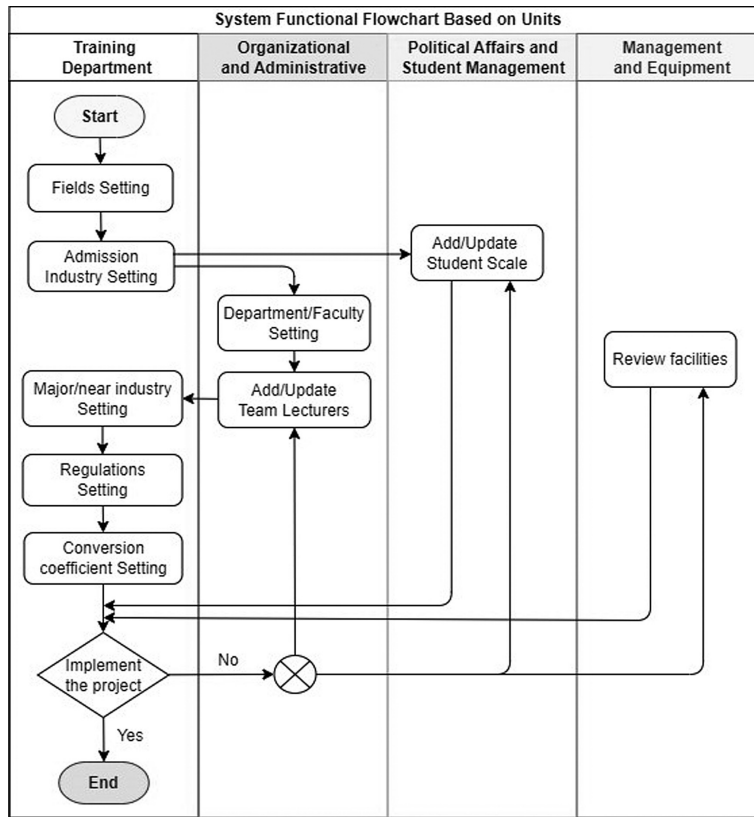 System Functional Flowchart Based on Units
Training
Department
Organizational
and Administrative
Political Affairs and
Student Management
Management
and Equipment
Start
Fields Setting
Admission
Industry Setting
Add/Update
Student Scale
Department/Faculty
Setting
Review facilities
Major/near industry
Setting
Add/Update
Team Lecturers
Regulations
Setting
Conversion
coefficient Setting
Implement
the project
No
Yes
End